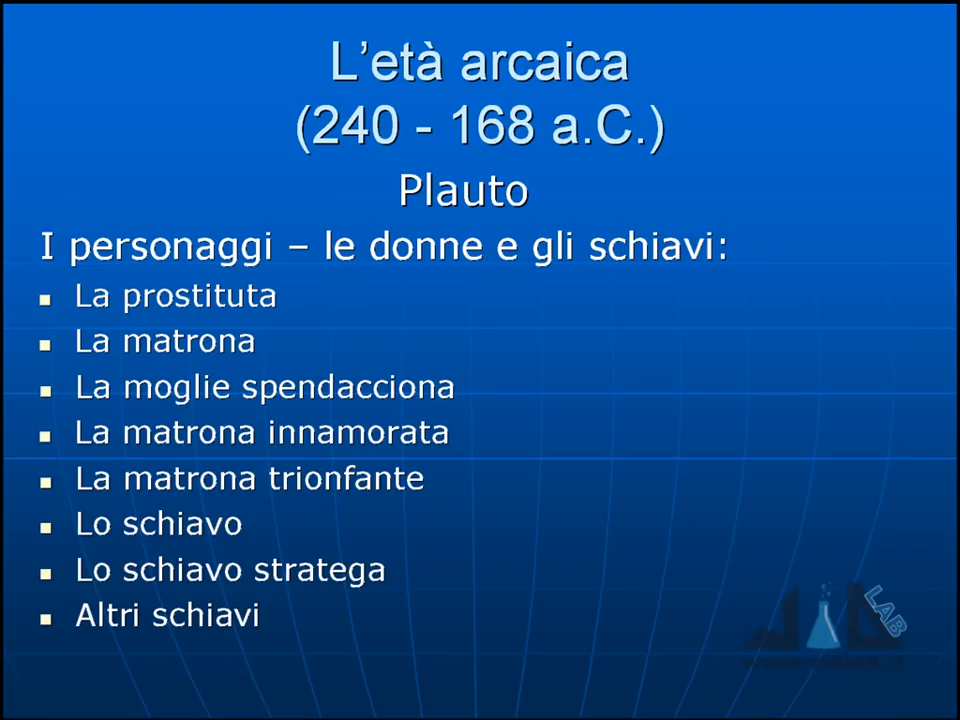 L'età arcaica
(240 - 168 a.C.)
Plauto
I personaggi – le donne e gli schiavi:
La prostituta
La matrona
La moglie spendacciona
La matrona innamorata
La matrona trionfante
Lo schiavo
Lo schiavo stratega
Altri schiavi
LAB